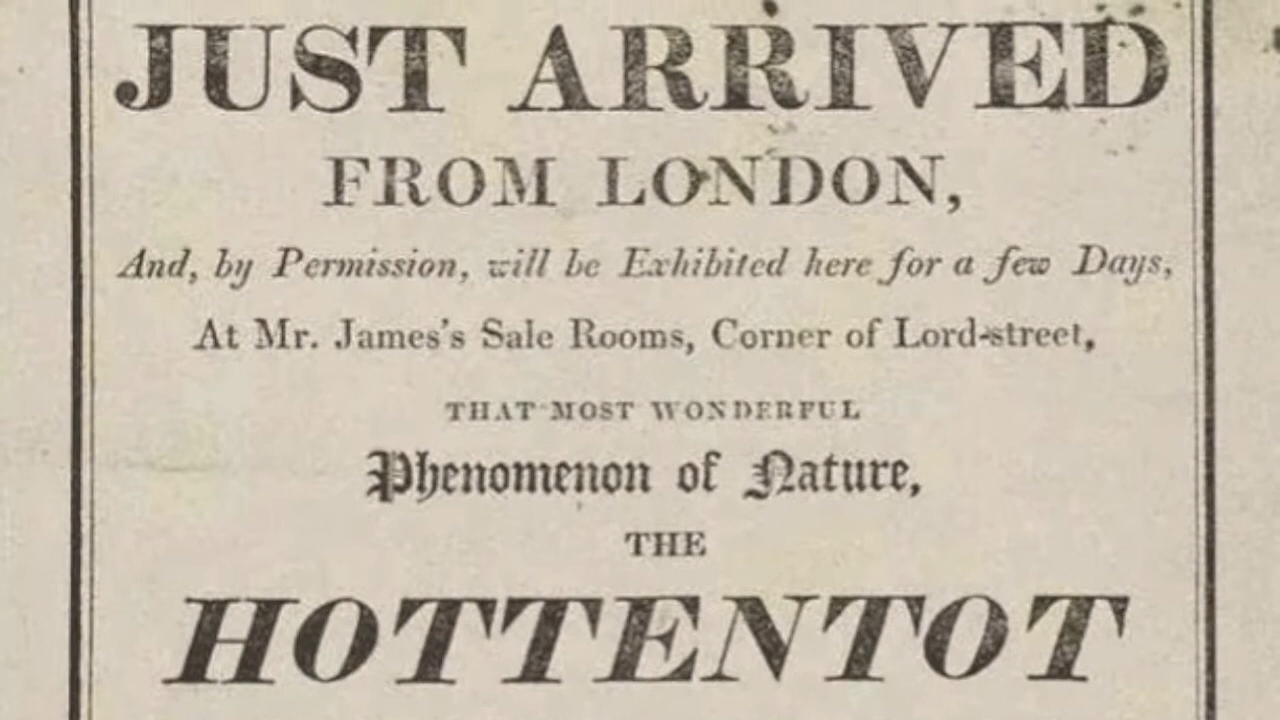 JUST ARRIVED
FROM LONDON,
And, by Permission, will be Exhibited here for a few Days,
At Mr. James's Sale Rooms, Corner of Lord-street,
THAT MOST WONDERFUL
Phenomenon of Nature,
THE
HOTTENTOT